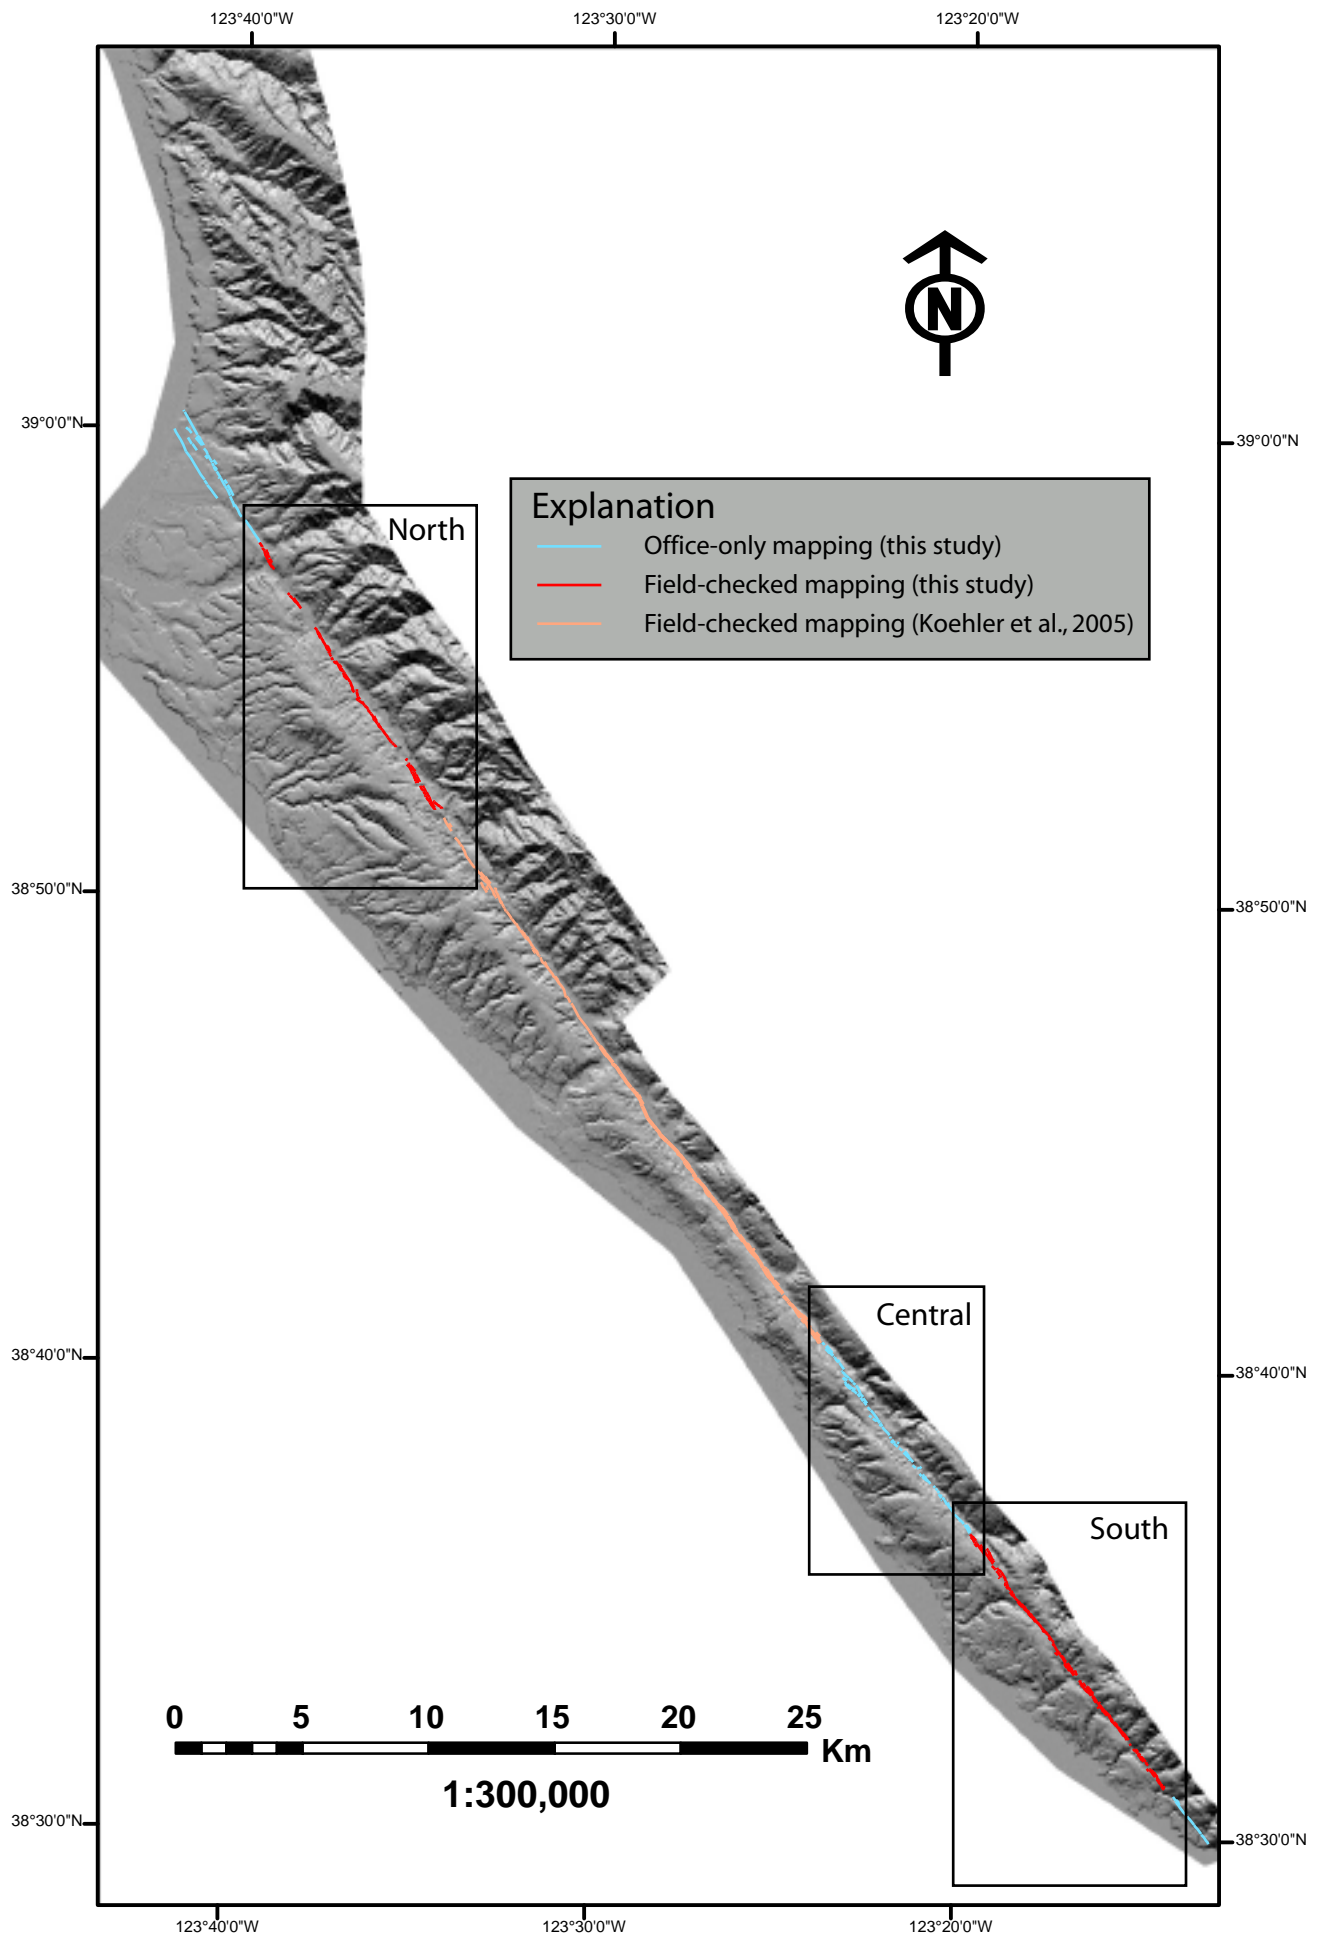 123°40'0"W 123°30'0"W 123°20'0"W
N
39°0'0"N
39°0'0"N
Explanation
Office-only mapping (this study)
Field-checked mapping (this study)
Field-checked mapping (Koehler et al., 2005)
North
38°50'0"N
38°50'0"N
Central
38°40'0"N
38°40'0"N
South
0 5 10 15 20 25
Km
1:300,000
38°30'0"N
38°30'0"N
123°40'0"W 123°30'0"W 123°20'0"W